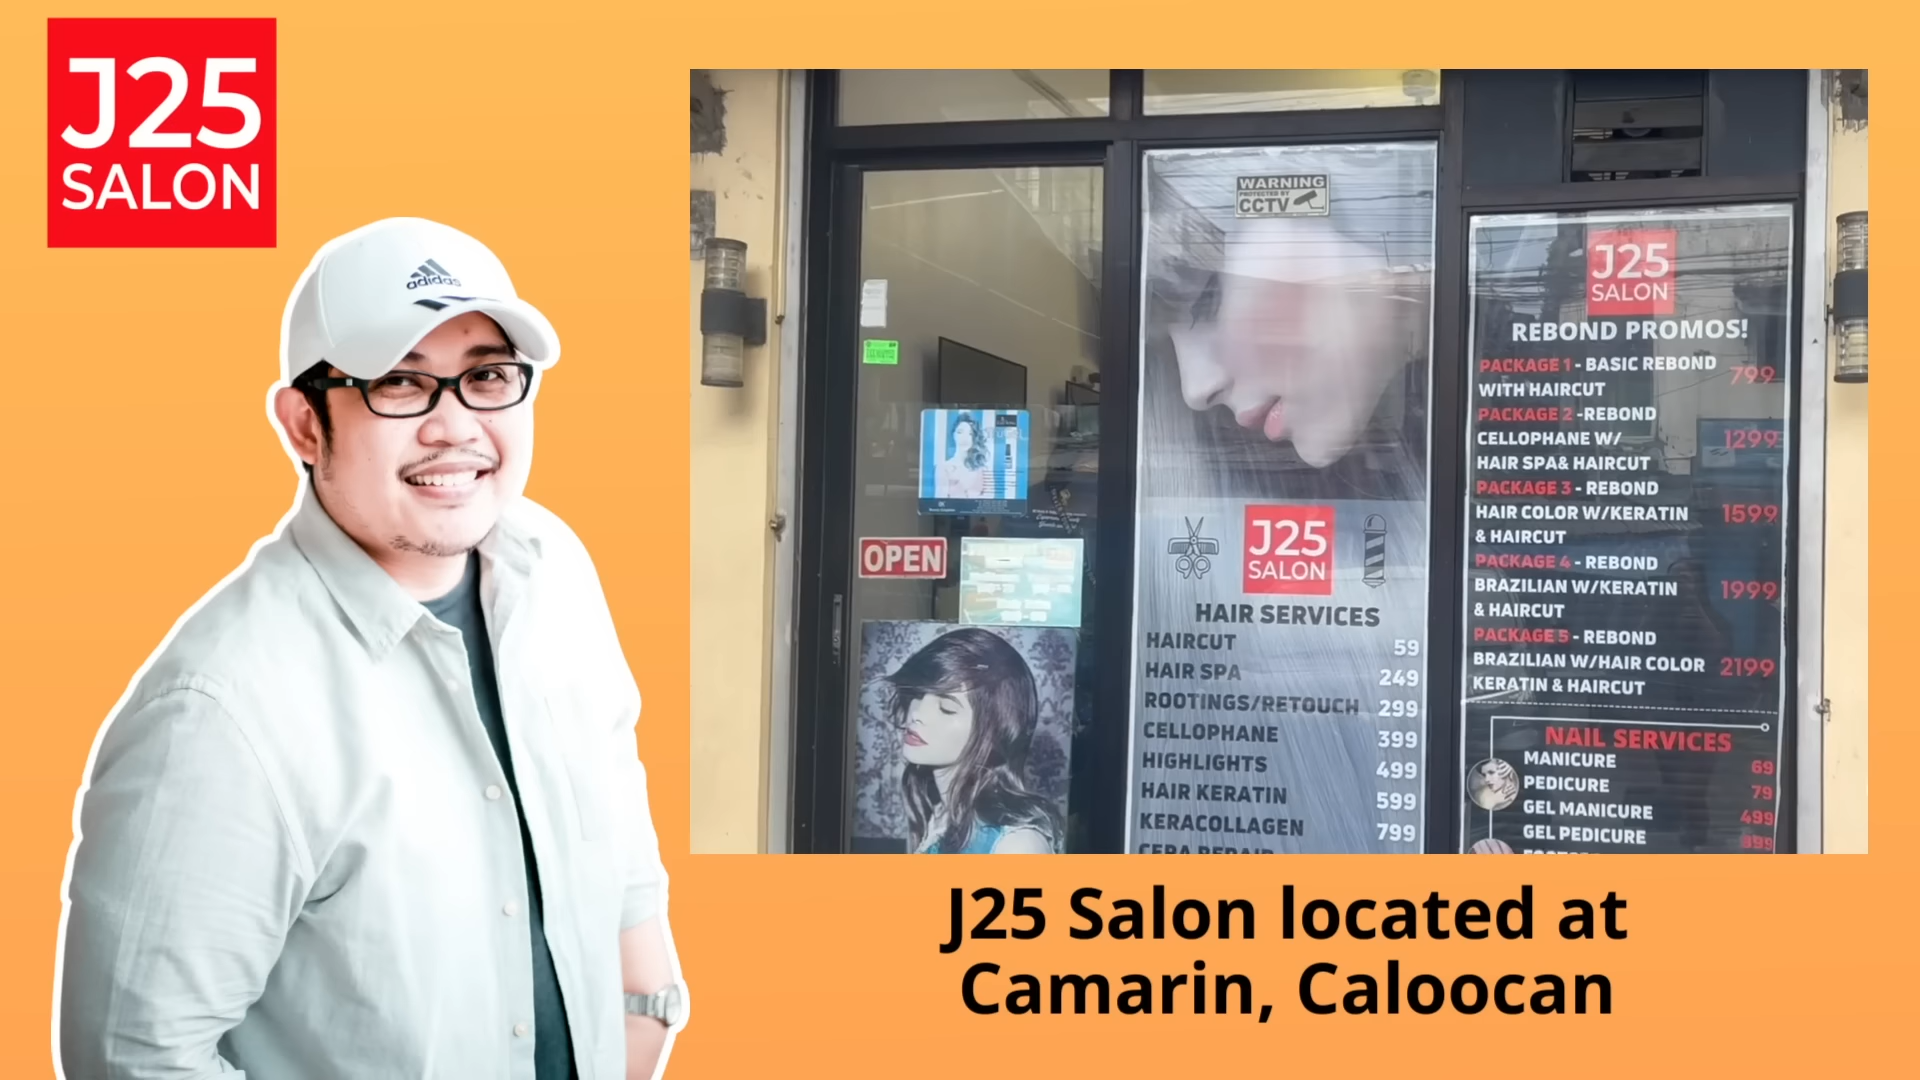 J25
SALON
adidas
WARNING
PROTECTED BY
CCTV
OPEN
J25
SALON
HAIR SERVICES
HAIRCUT 59
HAIR SPA 249
ROOTINGS/RETOUCH 299
CELLOPHANE 399
HIGHLIGHTS 499
HAIR KERATIN 599
KERACOLLAGEN 799
J25
SALON
REBOND PROMOS!
PACKAGE 1 - BASIC REBOND
WITH HAIRCUT 799
PACKAGE 2 -REBOND
CELLOPHANE W/ 1299
HAIR SPA& HAIRCUT
PACKAGE 3 - REBOND
HAIR COLOR W/KERATIN 1599
& HAIRCUT
PACKAGE 4 - REBOND
BRAZILIAN W/KERATIN 1999
& HAIRCUT
PACKAGE 5 - REBOND
BRAZILIAN W/HAIR COLOR 2199
KERATIN & HAIRCUT
NAIL SERVICES
MANICURE 69
PEDICURE 79
GEL MANICURE 499
GEL PEDICURE
J25 Salon located at
Camarin, Caloocan